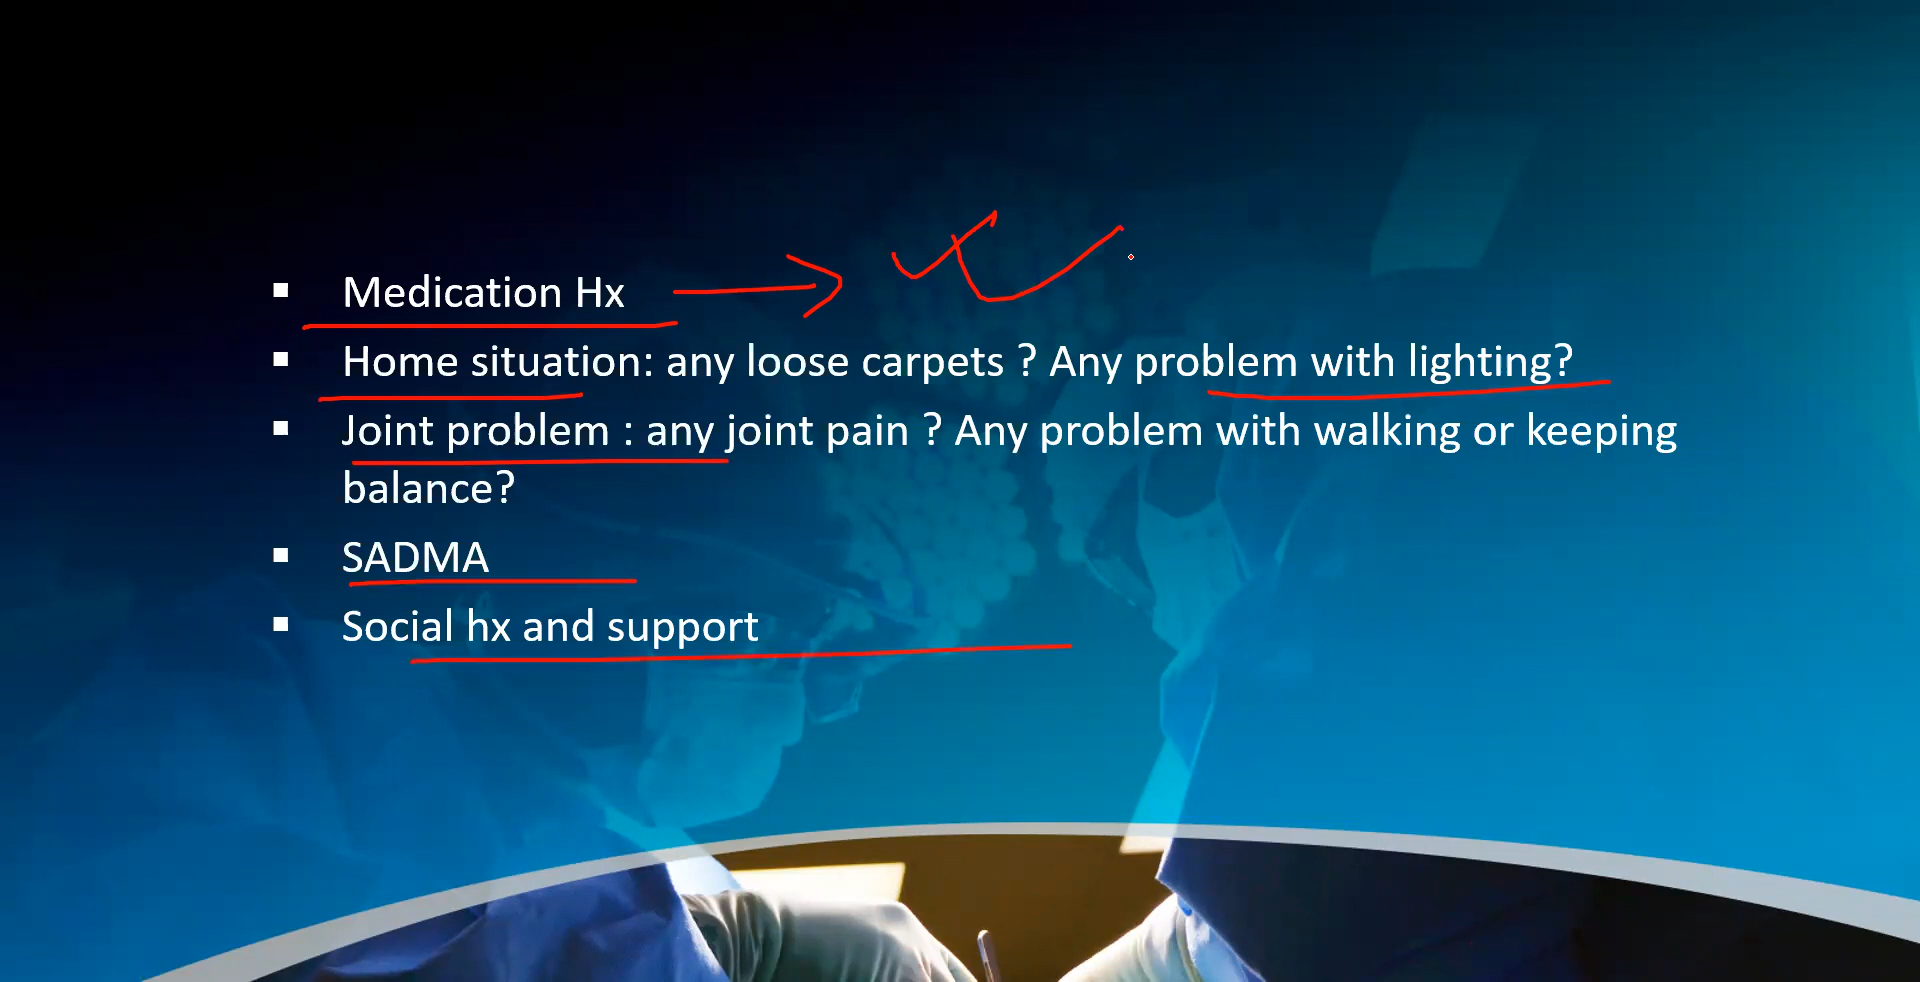 Medication Hx
Home situation: any loose carpets ? Any problem with lighting?
Joint problem : any joint pain ? Any problem with walking or keeping
balance?
SADMA
Social hx and support